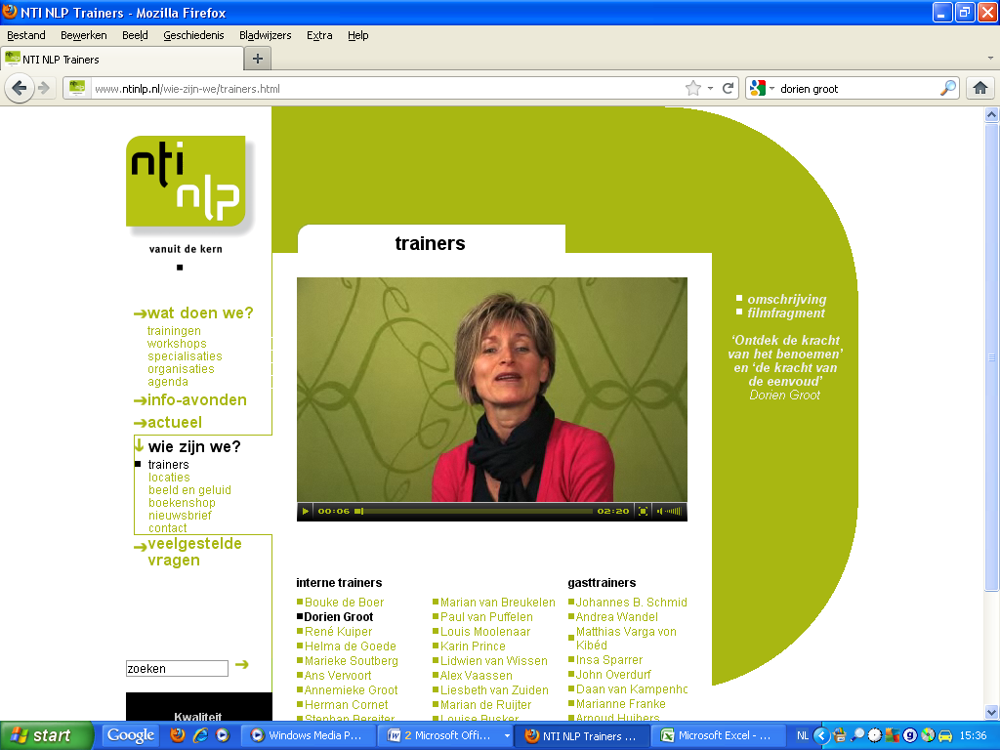 NTI NLP Trainers - Mozilla Firefox
Bestand Bewerken Beeld Geschiedenis Bladwijzers Extra Help
NTI NLP Trainers
www.ntinlp.nl/wie-zijn-we/trainers.html
dorien groot
nti
nlp
vanuit de kern
trainers
wat doen we?
trainingen
workshops
specialisaties
organisaties
agenda
info-avonden
actueel
wie zijn we?
trainers
locaties
beeld en geluid
boekenshop
nieuwsbrief
contact
veelgestelde
vragen
zoeken
Kwaliteit
00:06 02:20
omschrijving
filmfragment
‘Ontdek de kracht
van het benoemen’
en ‘de kracht van
de eenvoud’
Dorien Groot
interne trainers
Bouke de Boer
Dorien Groot
René Kuiper
Helma de Goede
Marieke Soutberg
Ans Vervoort
Annemieke Groot
Herman Cornet
Stephan Bereiter
Marian van Breukelen
Paul van Puffelen
Louis Moolenaar
Karin Prince
Lidwien van Wissen
Alex Vaassen
Liesbeth van Zuiden
Marian de Ruijter
Louise Busker
gasttrainers
Johannes B. Schmid
Andrea Wandel
Matthias Varga von
Kibéd
Insa Sparrer
John Overdurf
Daan van Kampenho
Marianne Franke
Arnoud Huibers
start Google Windows Media P... 2 Microsoft Offi... NTI NLP Trainers ... Microsoft Excel - ... NL 15:36